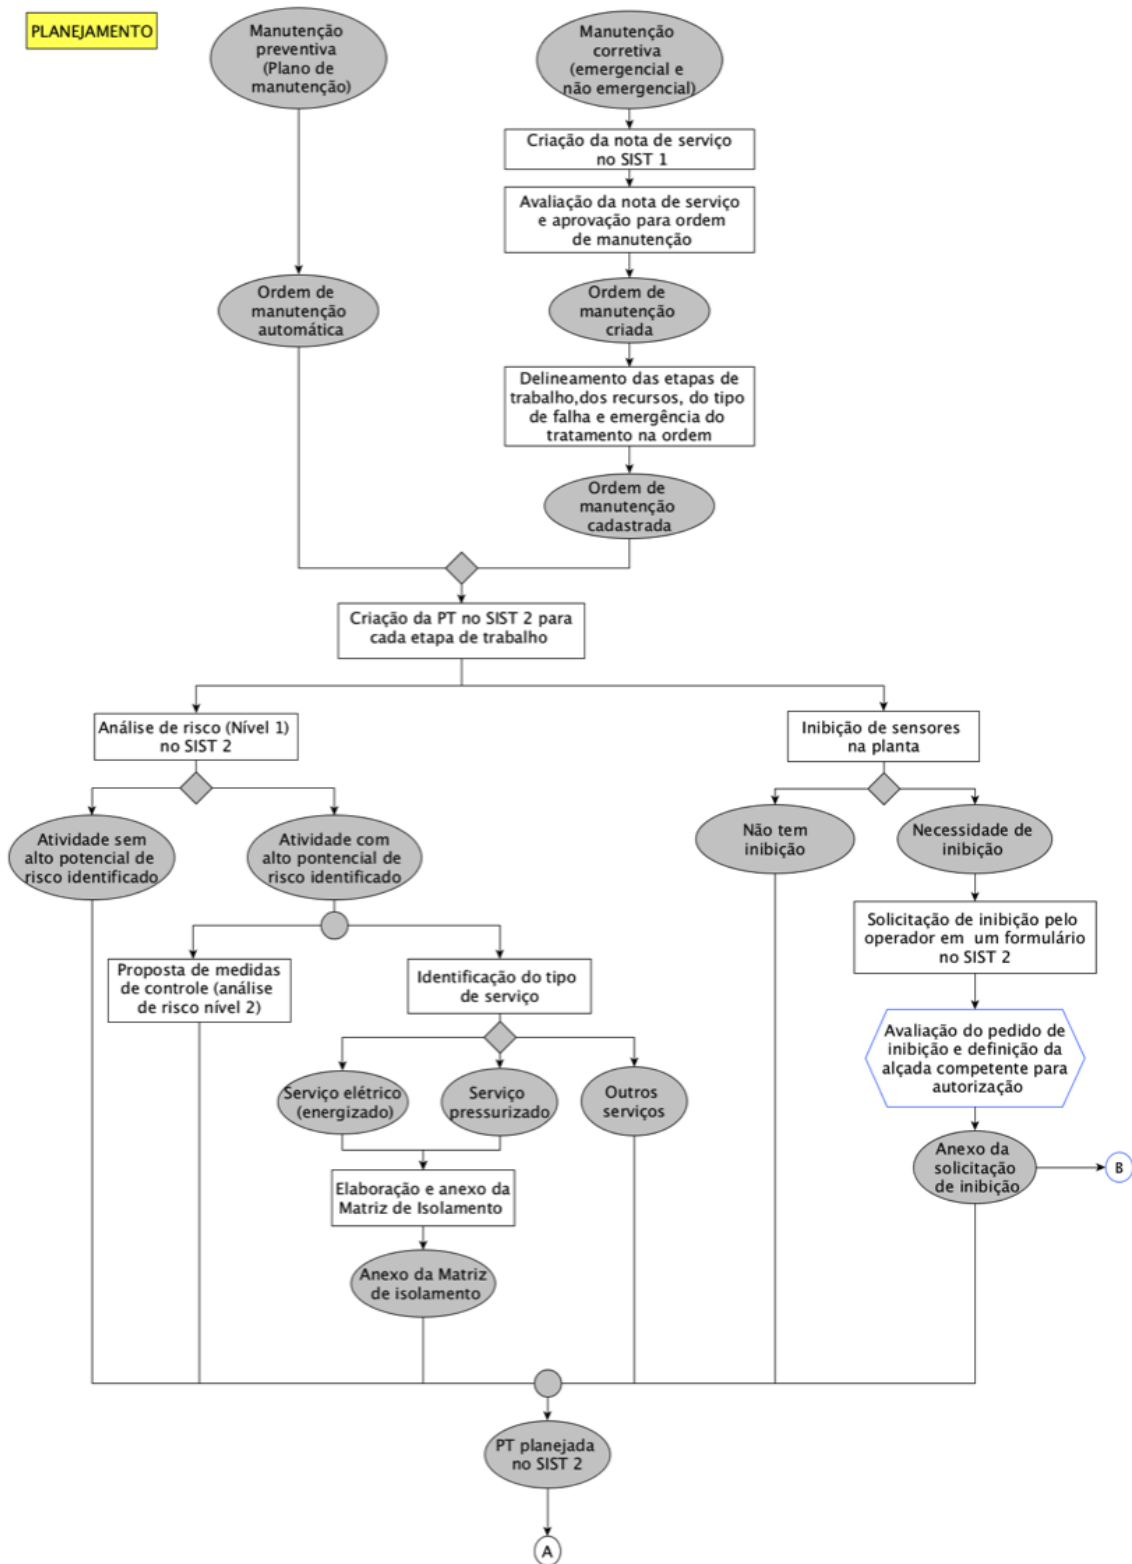 PLANEJAMENTO
Manutenção
preventiva
(Plano de
manutenção)
Manutenção
corretiva
(emergencial e
não emergencial)
Criação da nota de serviço
no SIST 1
Avaliação da nota de serviço
e aprovação para ordem
de manutenção
Ordem de
manutenção
automática
Ordem de
manutenção
criada
Delineamento das etapas de
trabalho,dos recursos, do tipo
de falha e emergência do
tratamento na ordem
Ordem de
manutenção
cadastrada
Criação da PT no SIST 2 para
cada etapa de trabalho
Análise de risco (Nível 1)
no SIST 2
Inibição de sensores
na planta
Atividade sem
alto potencial de
risco identificado
Atividade com
alto pontencial de
risco identificado
Não tem
inibição
Necessidade de
inibição
Solicitação de inibição pelo
operador em um formulário
no SIST 2
Proposta de medidas
de controle (análise
de risco nível 2)
Identificação do tipo
de serviço
Avaliação do pedido de
inibição e definição da
alçada competente para
autorização
Serviço elétrico
(energizado)
Serviço
pressurizado
Outros
serviços
Anexo da
solicitação
de inibição
B
Elaboração e anexo da
Matriz de Isolamento
Anexo da Matriz
de isolamento
PT planejada
no SIST 2
A